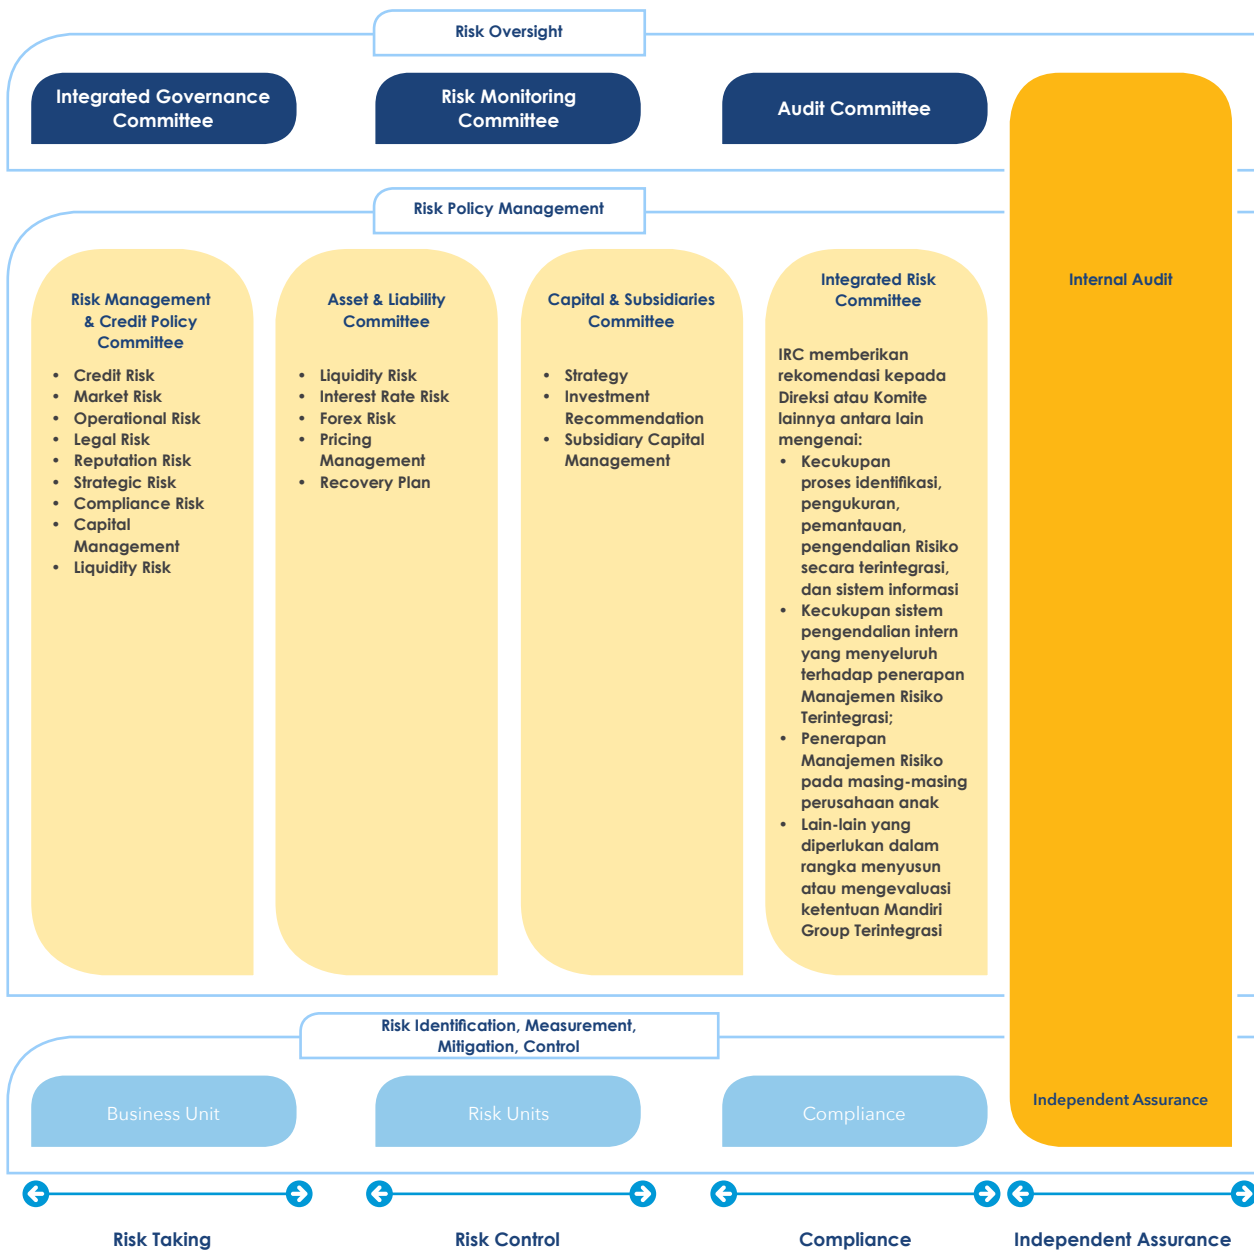 Risk Oversight
Integrated Governance
Committee
Risk Monitoring
Committee
Audit Committee
Risk Policy Management
Risk Management
& Credit Policy
Committee
• Credit Risk
• Market Risk
• Operational Risk
• Legal Risk
• Reputation Risk
• Strategic Risk
• Compliance Risk
• Capital
Management
• Liquidity Risk
Asset & Liability
Committee
• Liquidity Risk
• Interest Rate Risk
• Forex Risk
• Pricing
Management
• Recovery Plan
Capital & Subsidiaries
Committee
• Strategy
• Investment
Recommendation
• Subsidiary Capital
Management
Integrated Risk
Committee
IRC memberikan
rekomendasi kepada
Direksi atau Komite
lainnya antara lain
mengenai:
• Kecukupan
proses identifikasi,
pengukuran,
pemantauan,
pengendalian Risiko
secara terintegrasi,
dan sistem informasi
• Kecukupan sistem
pengendalian intern
yang menyeluruh
terhadap penerapan
Manajemen Risiko
Terintegrasi;
• Penerapan
Manajemen Risiko
pada masing-masing
perusahaan anak
• Lain-lain yang
diperlukan dalam
rangka menyusun
atau mengevaluasi
ketentuan Mandiri
Group Terintegrasi
Internal Audit
Risk Identification, Measurement,
Mitigation, Control
Business Unit
Risk Units
Compliance
Independent Assurance
Risk Taking
Risk Control
Compliance
Independent Assurance